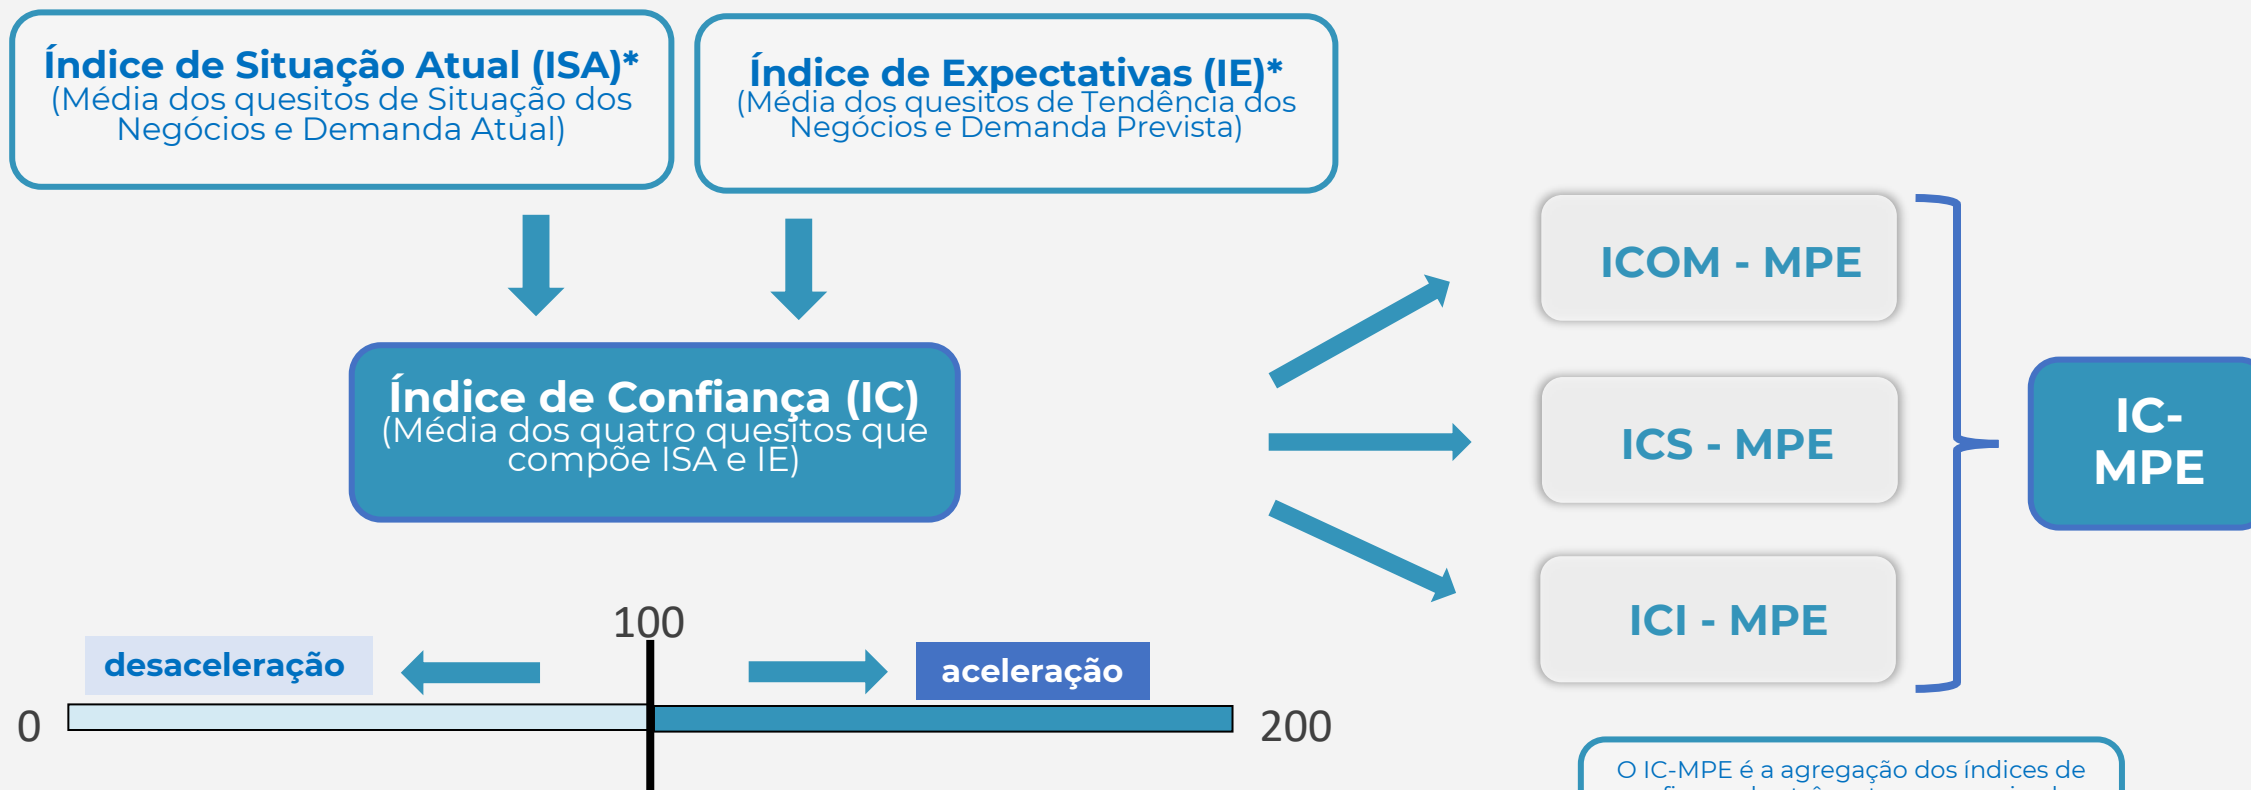 Índice de Situação Atual (ISA)*
(Média dos quesitos de Situação dos
Negócios e Demanda Atual)
Índice de Expectativas (IE)*
(Média dos quesitos de Tendência dos
Negócios e Demanda Prevista)
Índice de Confiança (IC)
(Média dos quatro quesitos que
compõe ISA e IE)
ICOM - MPE
ICS - MPE
ICI - MPE
IC-
MPE
100
desaceleração
aceleração
0
200
O IC-MPE é a agregação dos índices de